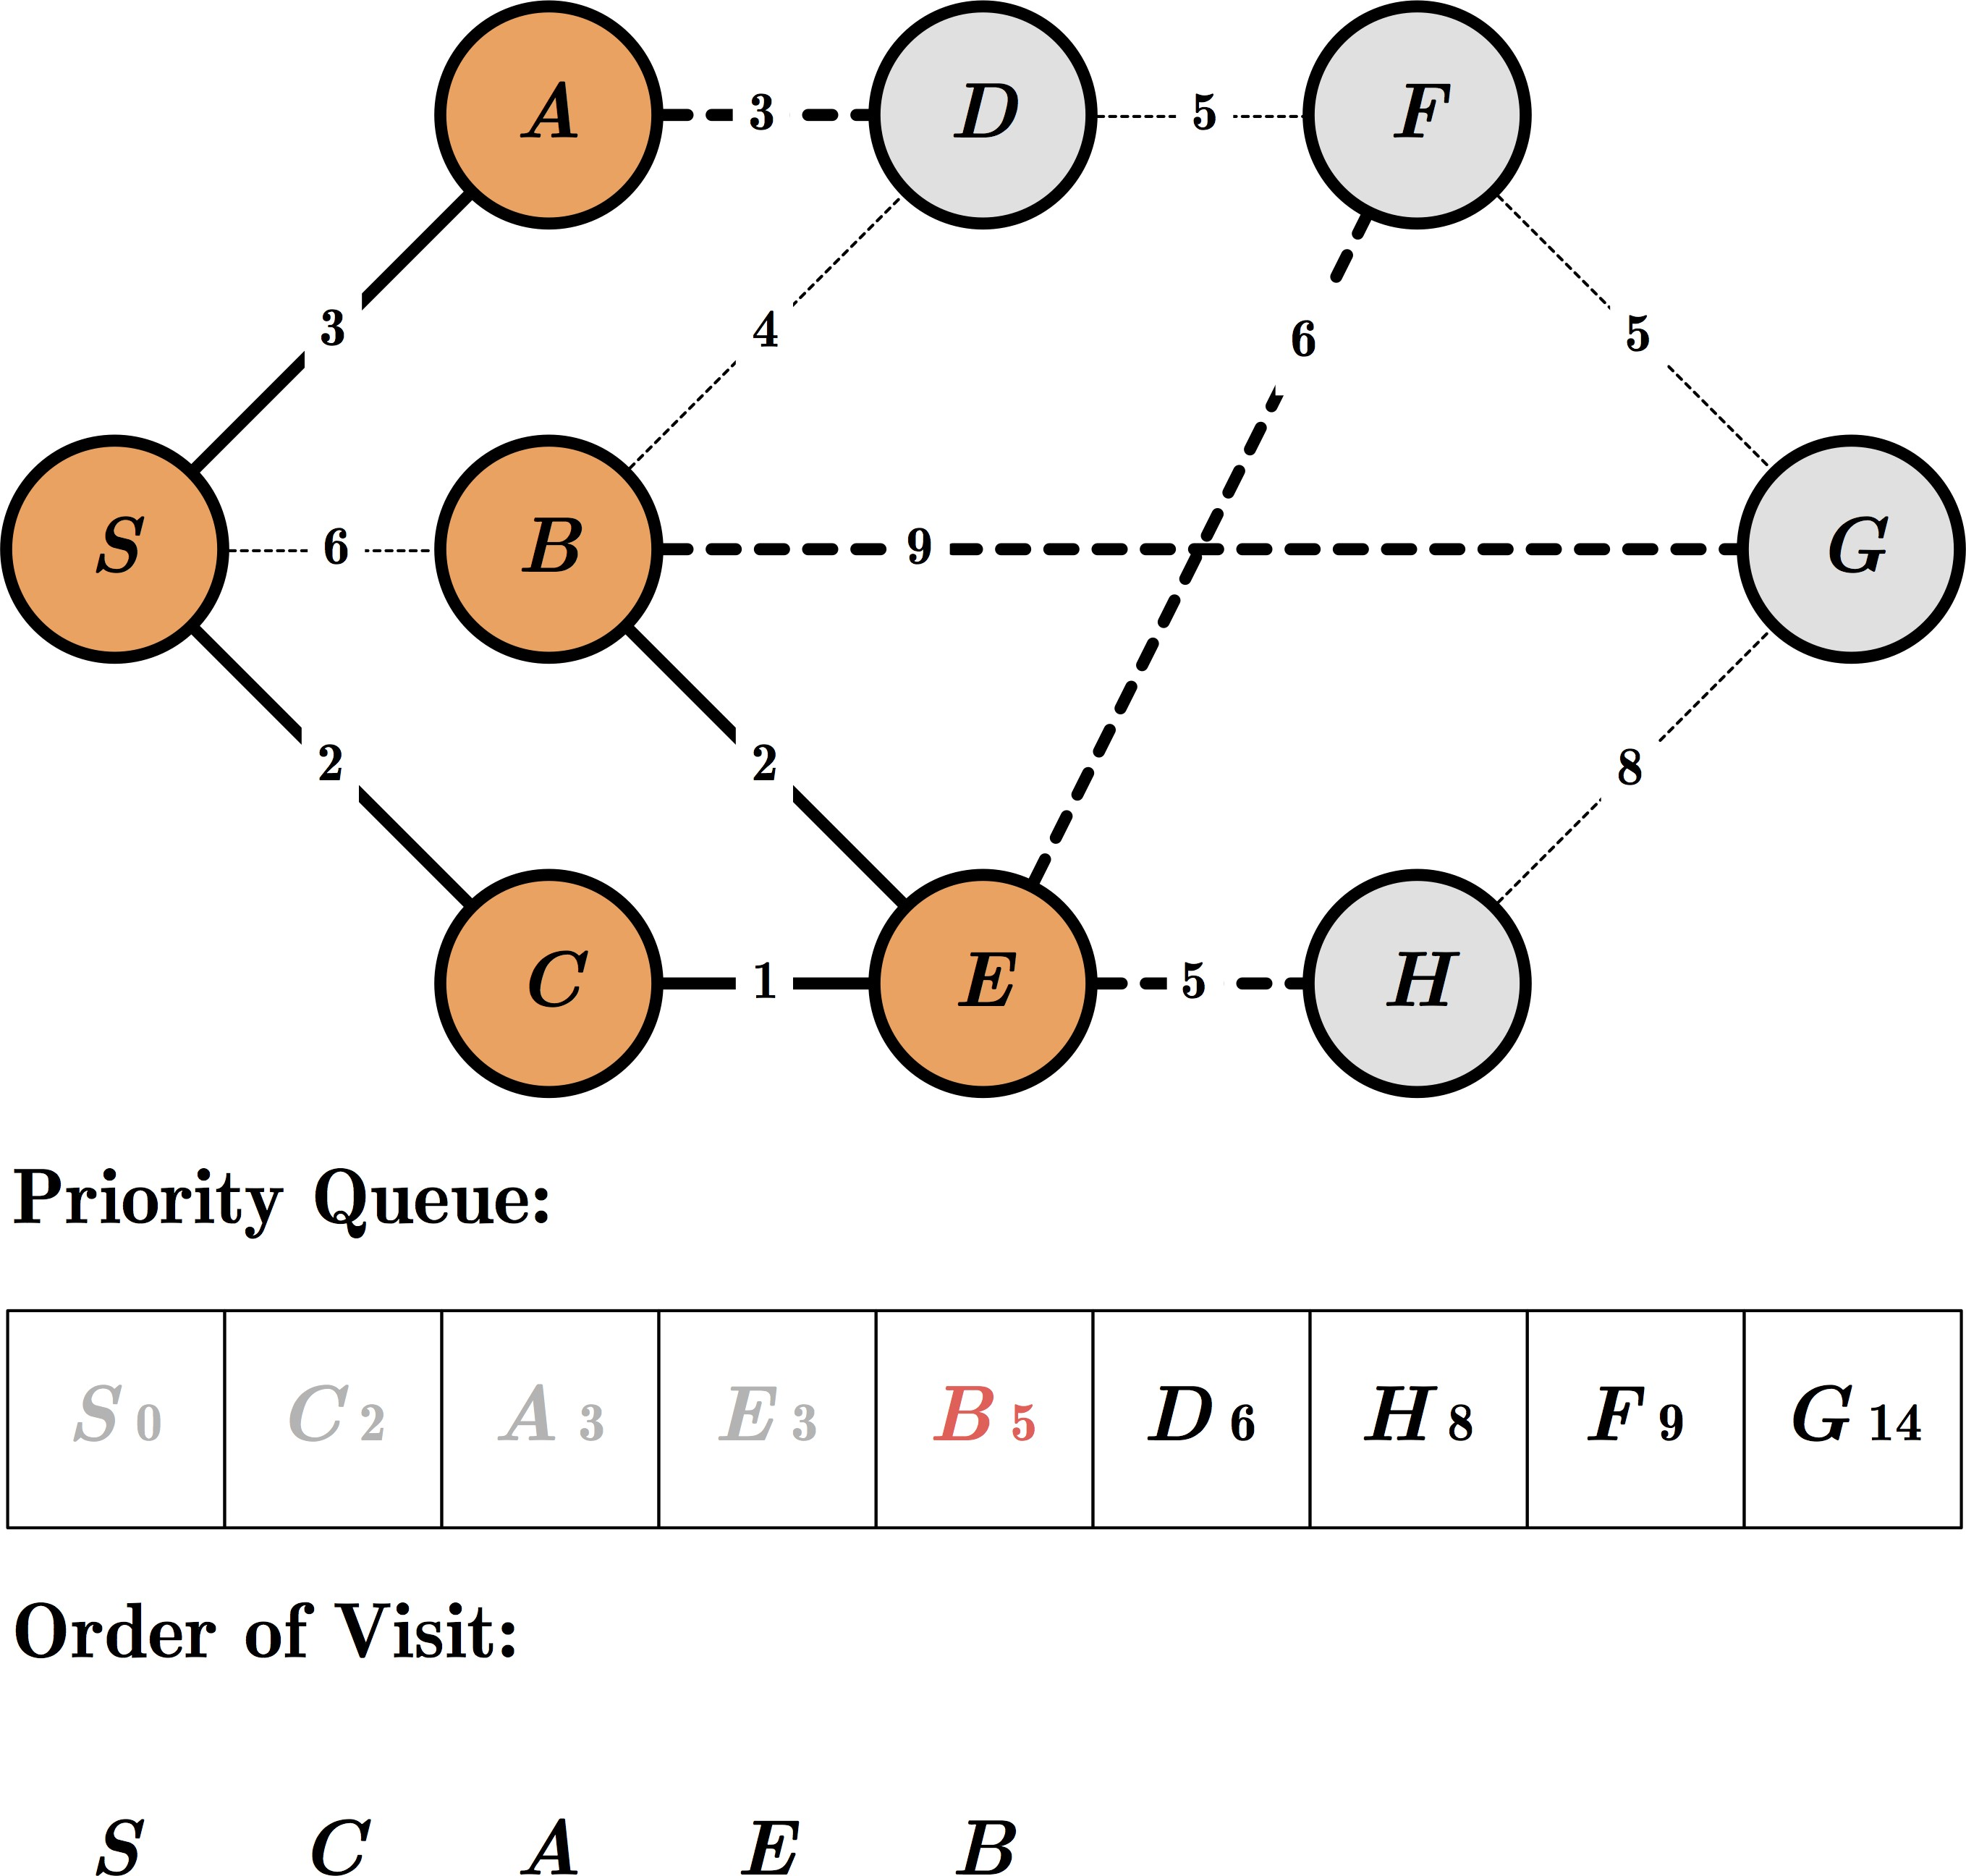 A 3 D 5 F
3 4 6 5
S 6 B 9 G
2 2 8
C 1 E 5 H
Priority Queue:
S 0 C 2 A 3 E 3 B 5 D 6 H 8 F 9 G 14
Order of Visit:
S C A E B